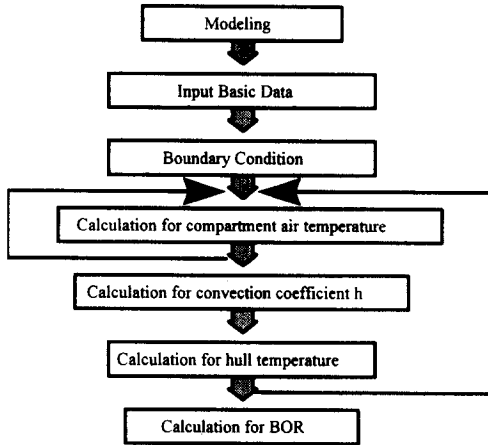 Modeling
Input Basic Data
Boundary Condition
Calculation for compartment air temperature
Calculation for convection coefficient h
Calculation for hull temperature
Calculation for BOR